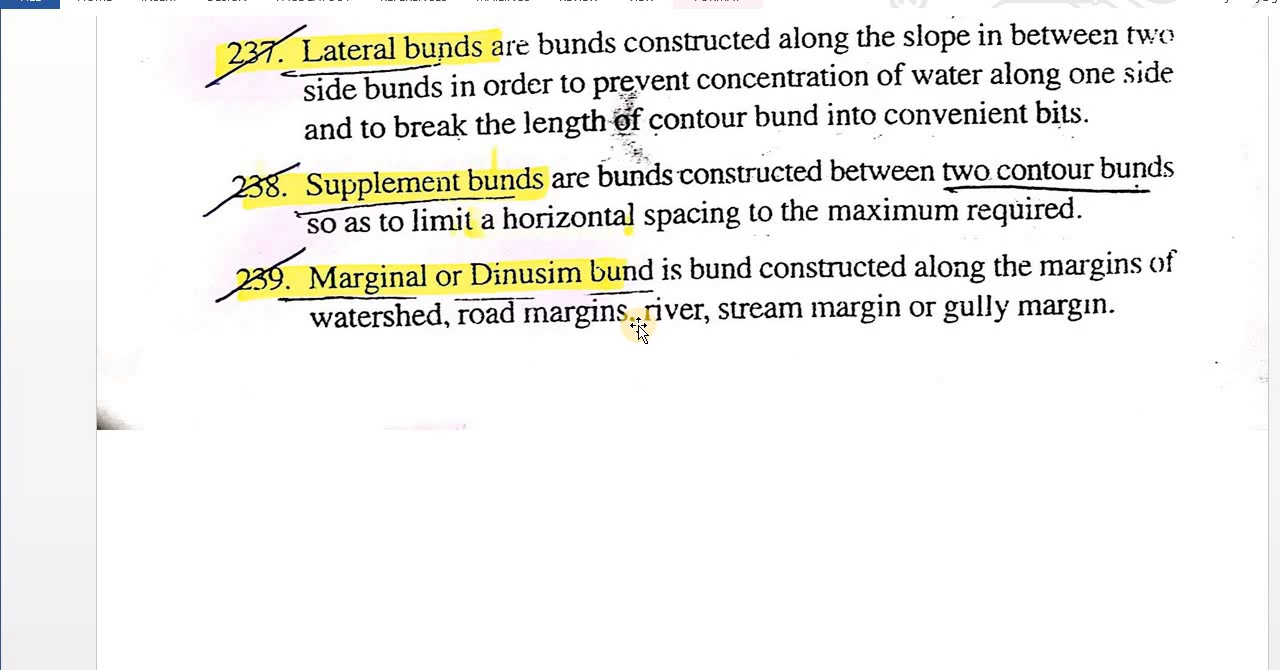 237. Lateral bunds are bunds constructed along the slope in between two
side bunds in order to prevent concentration of water along one side
and to break the length of contour bund into convenient bits.
238. Supplement bunds are bunds constructed between two contour bunds
so as to limit a horizontal spacing to the maximum required.
239. Marginal or Dinusim bund is bund constructed along the margins of
watershed, road margins, river, stream margin or gully margin.